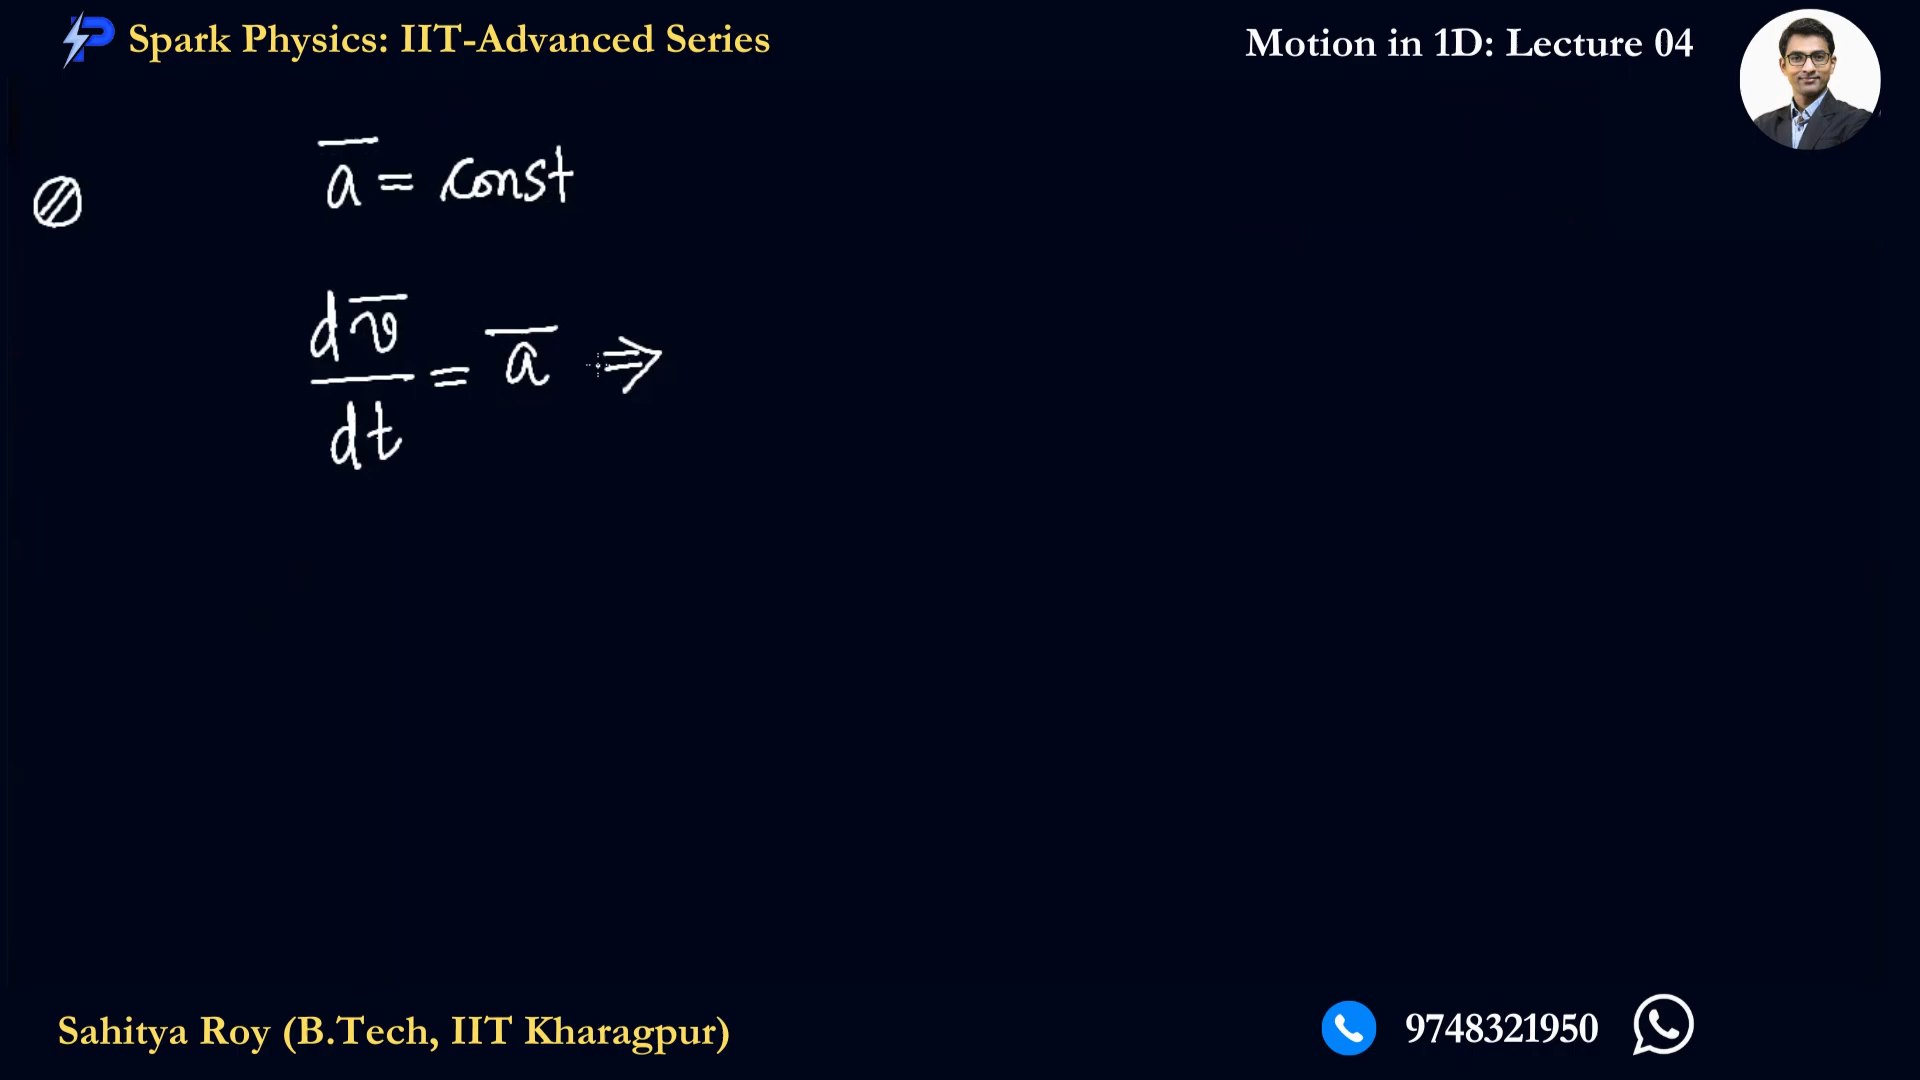 Spark Physics: IIT-Advanced Series
Motion in 1D: Lecture 04
a̅ = const
dv̅/dt = a̅ ⇒
Sahitya Roy (B.Tech, IIT Kharagpur)
9748321950